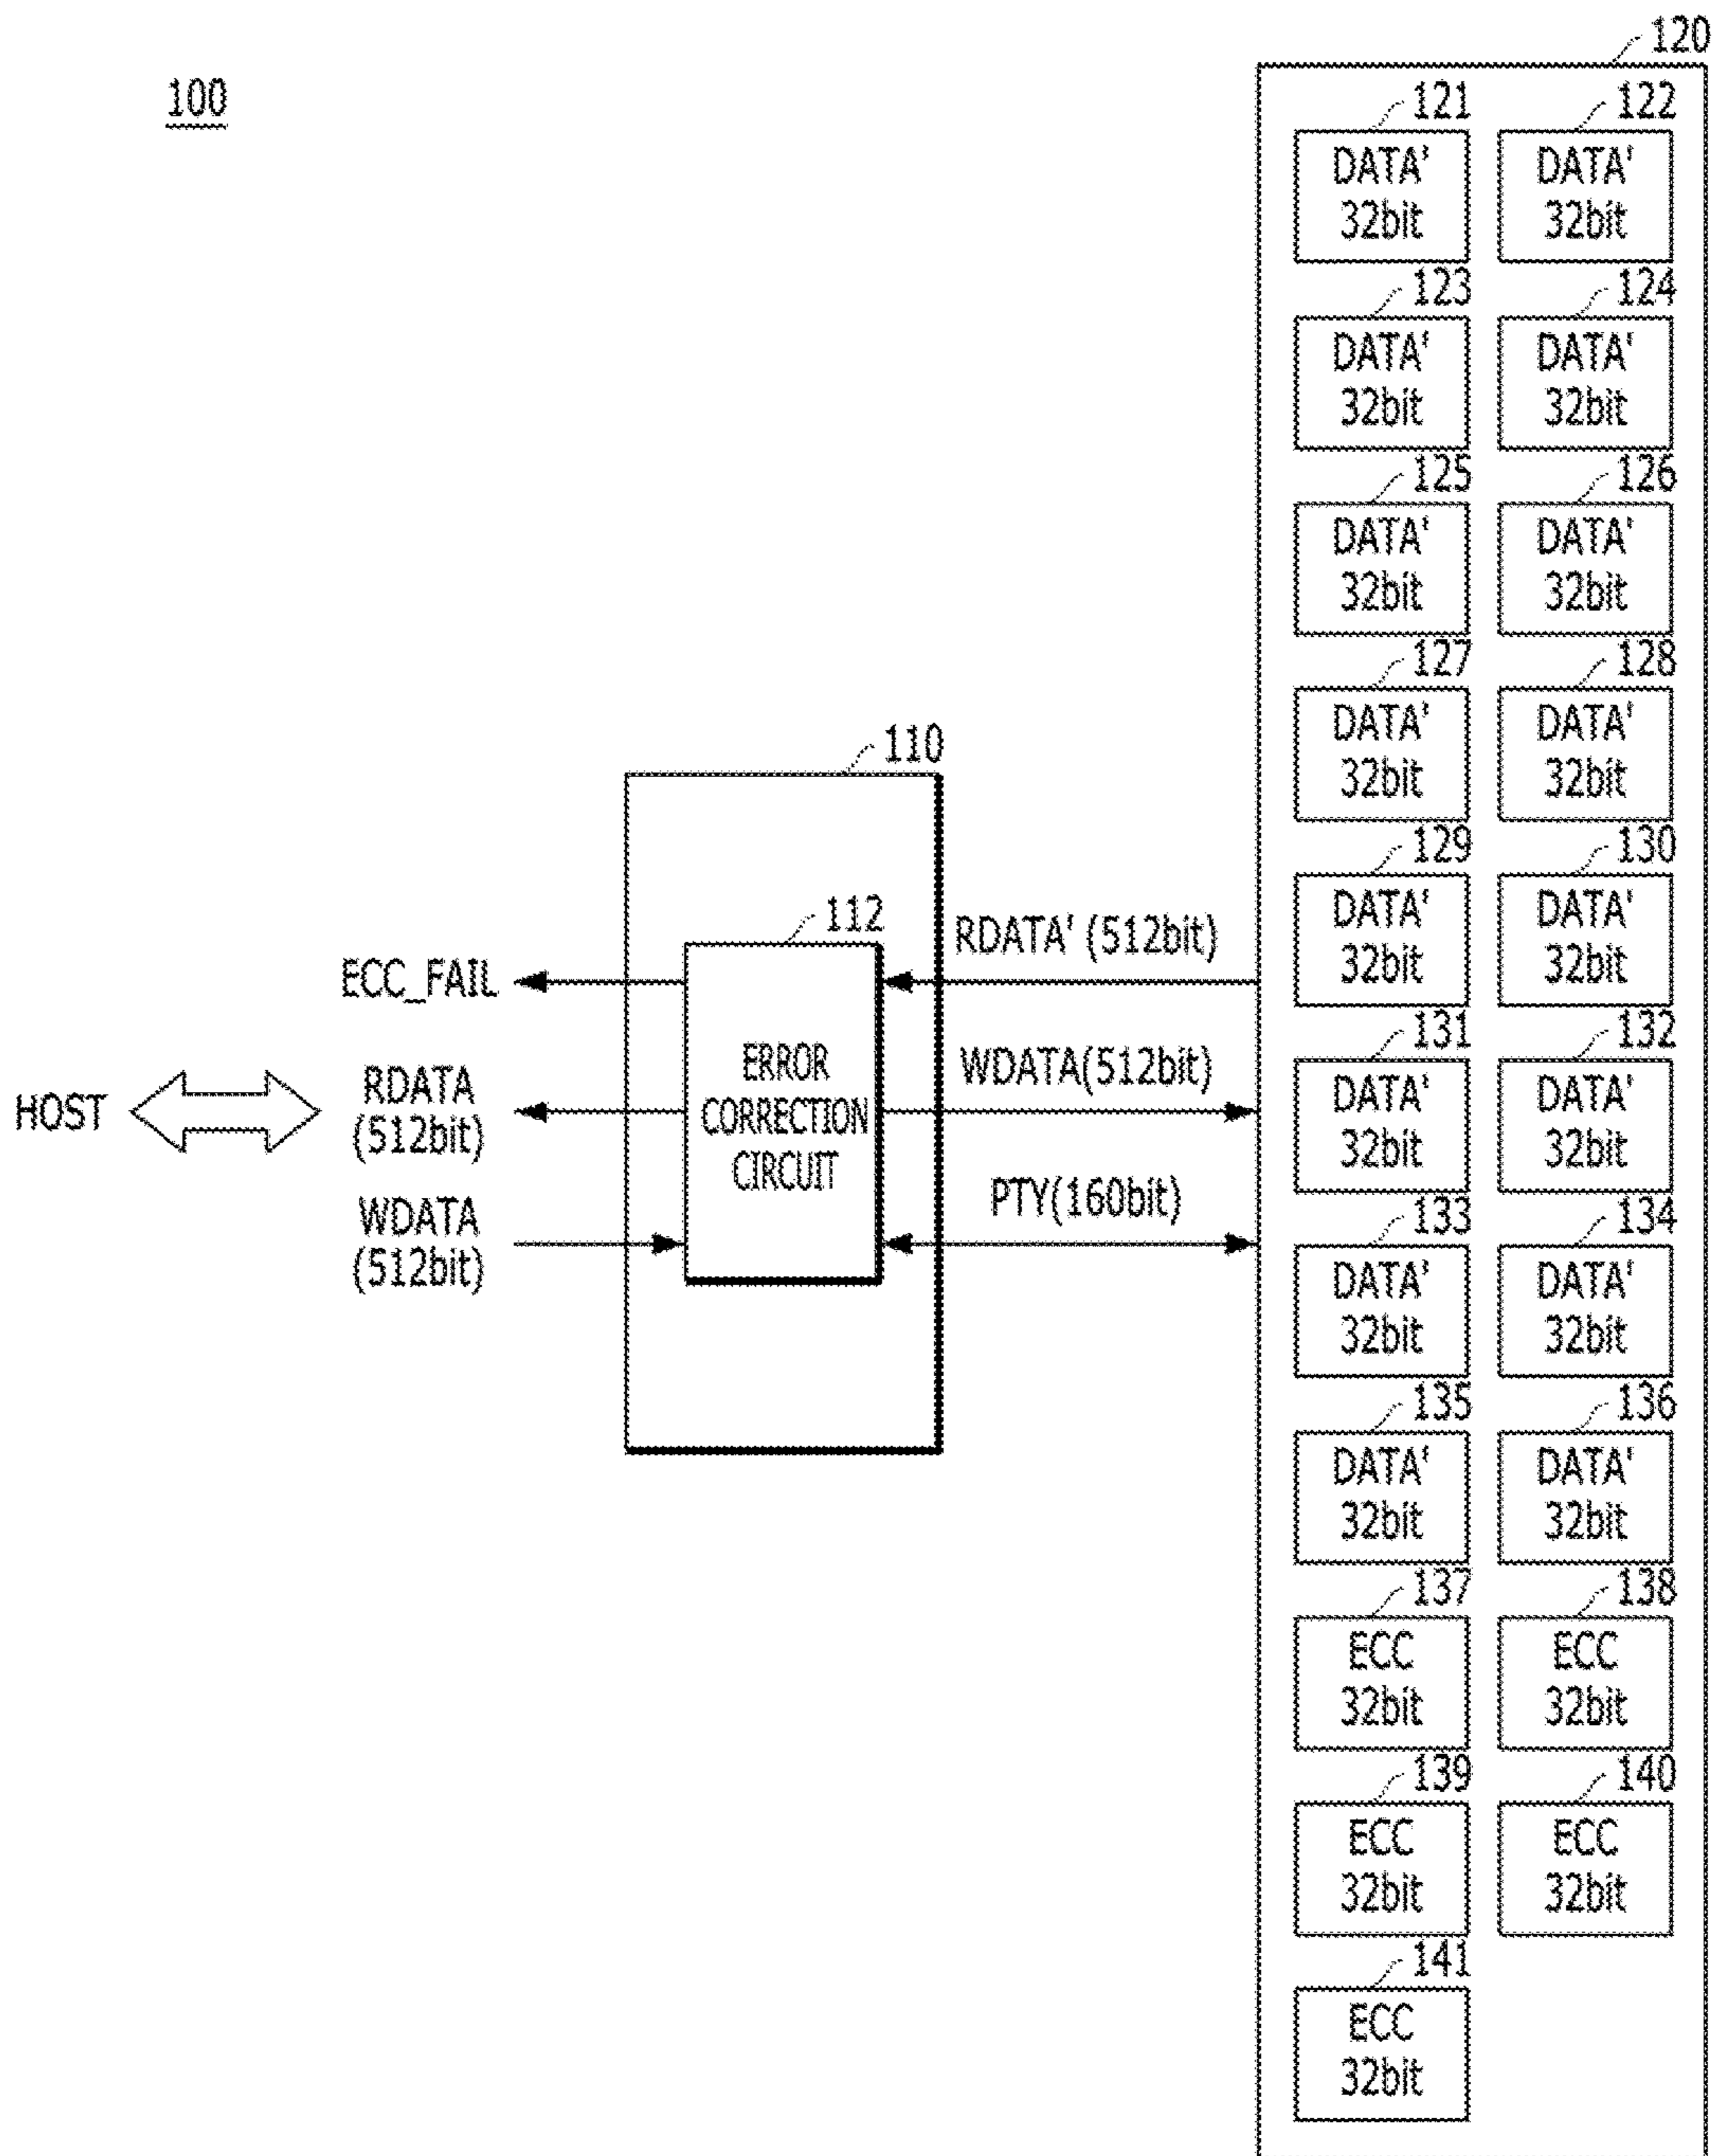 120
100
121
122
DATA'
32bit
DATA'
32bit
123
124
DATA'
32bit
DATA'
32bit
125
126
DATA'
32bit
DATA'
32bit
127
128
DATA'
32bit
DATA'
32bit
110
129
130
DATA'
32bit
DATA'
32bit
112
RDATA' (512bit)
ECC_FAIL
131
132
DATA'
32bit
DATA'
32bit
HOST
RDATA
(512bit)
ERROR
CORRECTION
CIRCUIT
WDATA(512bit)
WDATA
(512bit)
PTY(160bit)
133
134
DATA'
32bit
DATA'
32bit
135
136
DATA'
32bit
DATA'
32bit
137
138
ECC
32bit
ECC
32bit
139
140
ECC
32bit
ECC
32bit
141
ECC
32bit